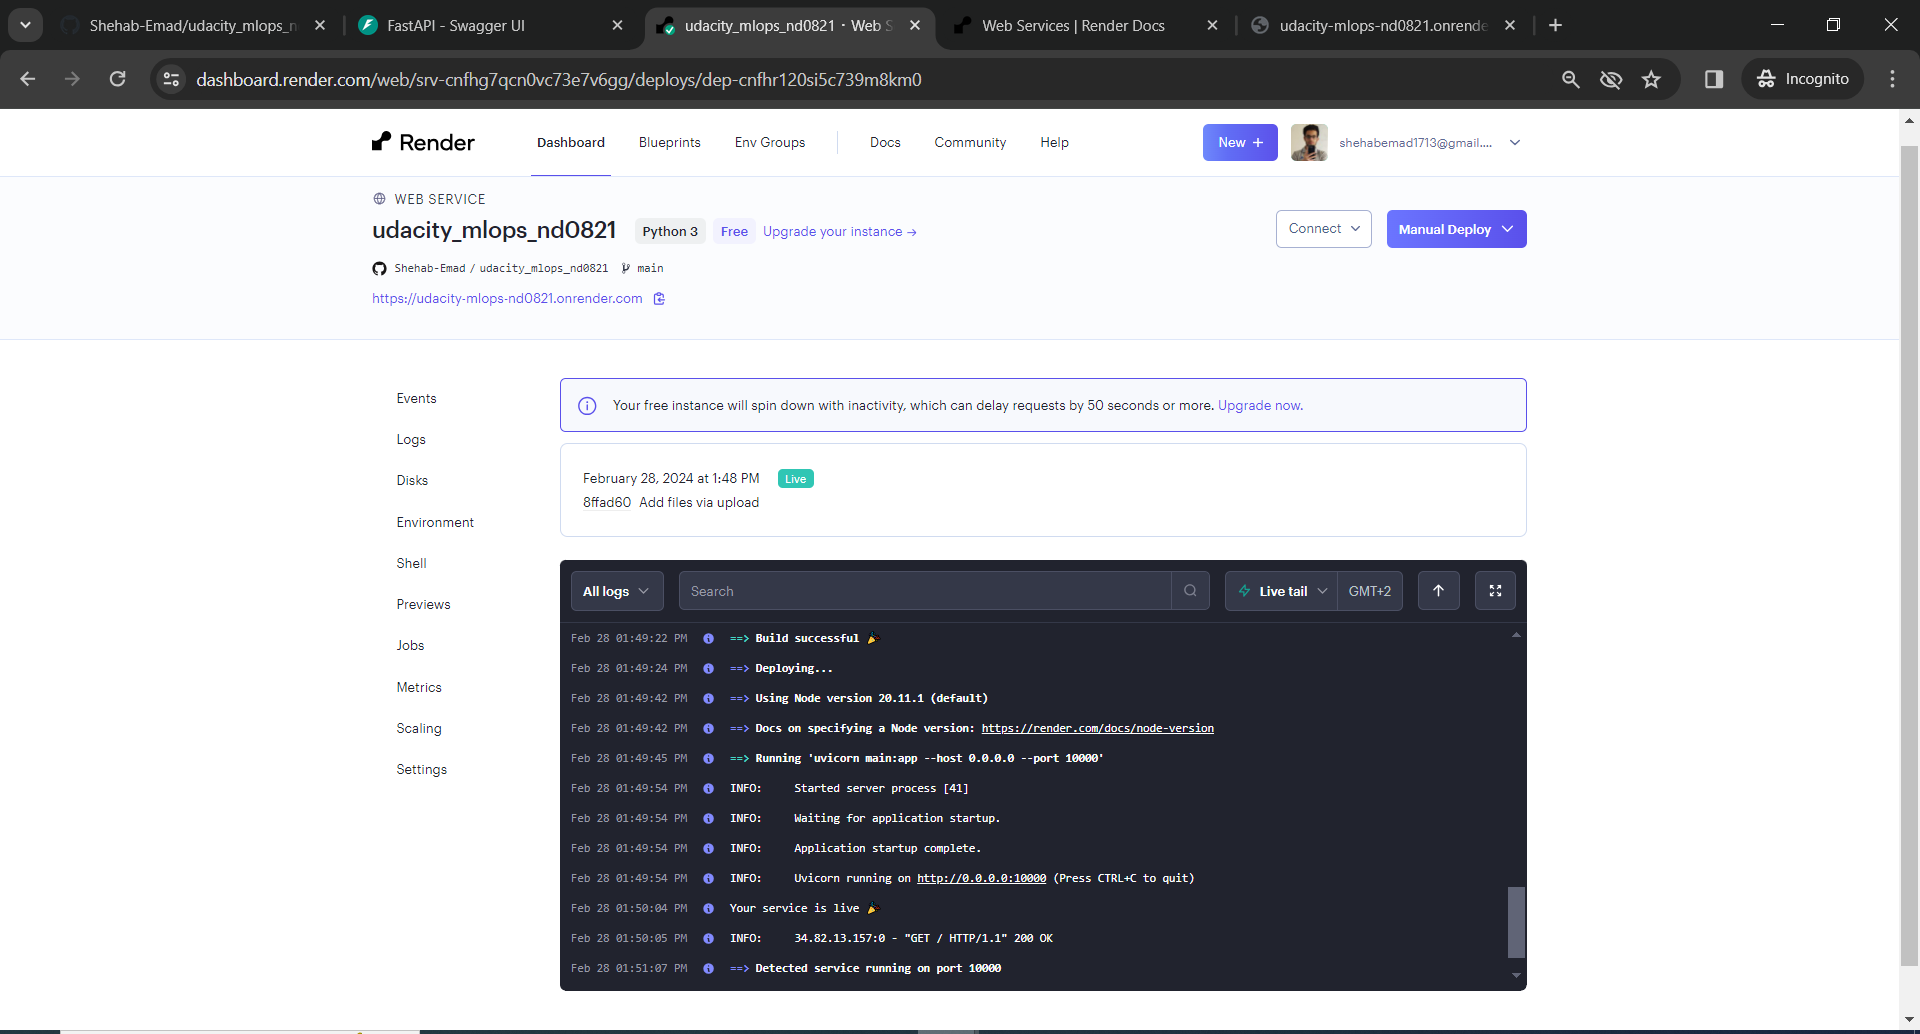 Shehab-Emad/udacity_mlops_n
FastAPI - Swagger UI
udacity_mlops_nd0821 · Web S
Web Services | Render Docs
udacity-mlops-nd0821.onrende
dashboard.render.com/web/srv-cnfhg7qcn0vc73e7v6gg/deploys/dep-cnfhr120si5c739m8km0
Incognito
Render
Dashboard
Blueprints
Env Groups
Docs
Community
Help
New +
shehabemad1713@gmail....
WEB SERVICE
udacity_mlops_nd0821
Python 3
Free
Upgrade your instance →
Connect
Manual Deploy
Shehab-Emad / udacity_mlops_nd0821
main
https://udacity-mlops-nd0821.onrender.com
Events
Logs
Disks
Environment
Shell
Previews
Jobs
Metrics
Scaling
Settings
Your free instance will spin down with inactivity, which can delay requests by 50 seconds or more. Upgrade now.
February 28, 2024 at 1:48 PM
Live
8ffad60 Add files via upload
All logs
Search
Live tail
GMT+2
Feb 28 01:49:22 PM ==> Build successful 🎉
Feb 28 01:49:24 PM ==> Deploying...
Feb 28 01:49:42 PM ==> Using Node version 20.11.1 (default)
Feb 28 01:49:42 PM ==> Docs on specifying a Node version: https://render.com/docs/node-version
Feb 28 01:49:45 PM ==> Running 'uvicorn main:app --host 0.0.0.0 --port 10000'
Feb 28 01:49:54 PM INFO: Started server process [41]
Feb 28 01:49:54 PM INFO: Waiting for application startup.
Feb 28 01:49:54 PM INFO: Application startup complete.
Feb 28 01:49:54 PM INFO: Uvicorn running on http://0.0.0.0:10000 (Press CTRL+C to quit)
Feb 28 01:50:04 PM Your service is live 🎉
Feb 28 01:50:05 PM INFO: 34.82.13.157:0 - "GET / HTTP/1.1" 200 OK
Feb 28 01:51:07 PM ==> Detected service running on port 10000